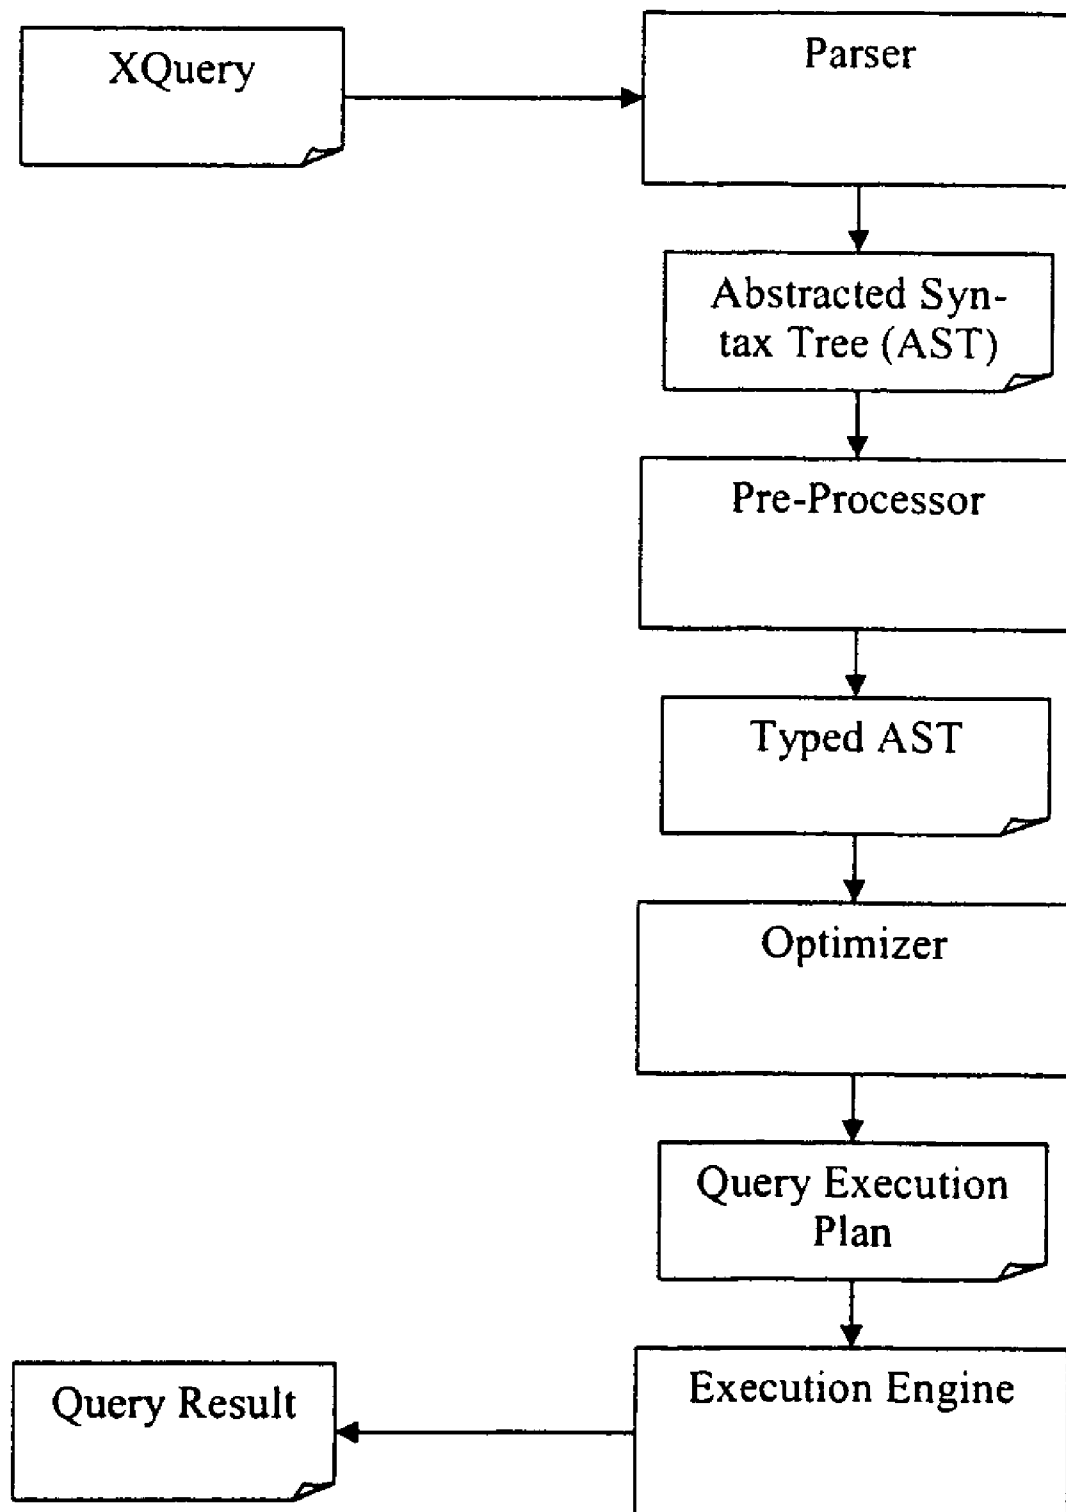 XQuery
Parser
Abstracted Syn-
tax Tree (AST)
Pre-Processor
Typed AST
Optimizer
Query Execution
Plan
Execution Engine
Query Result